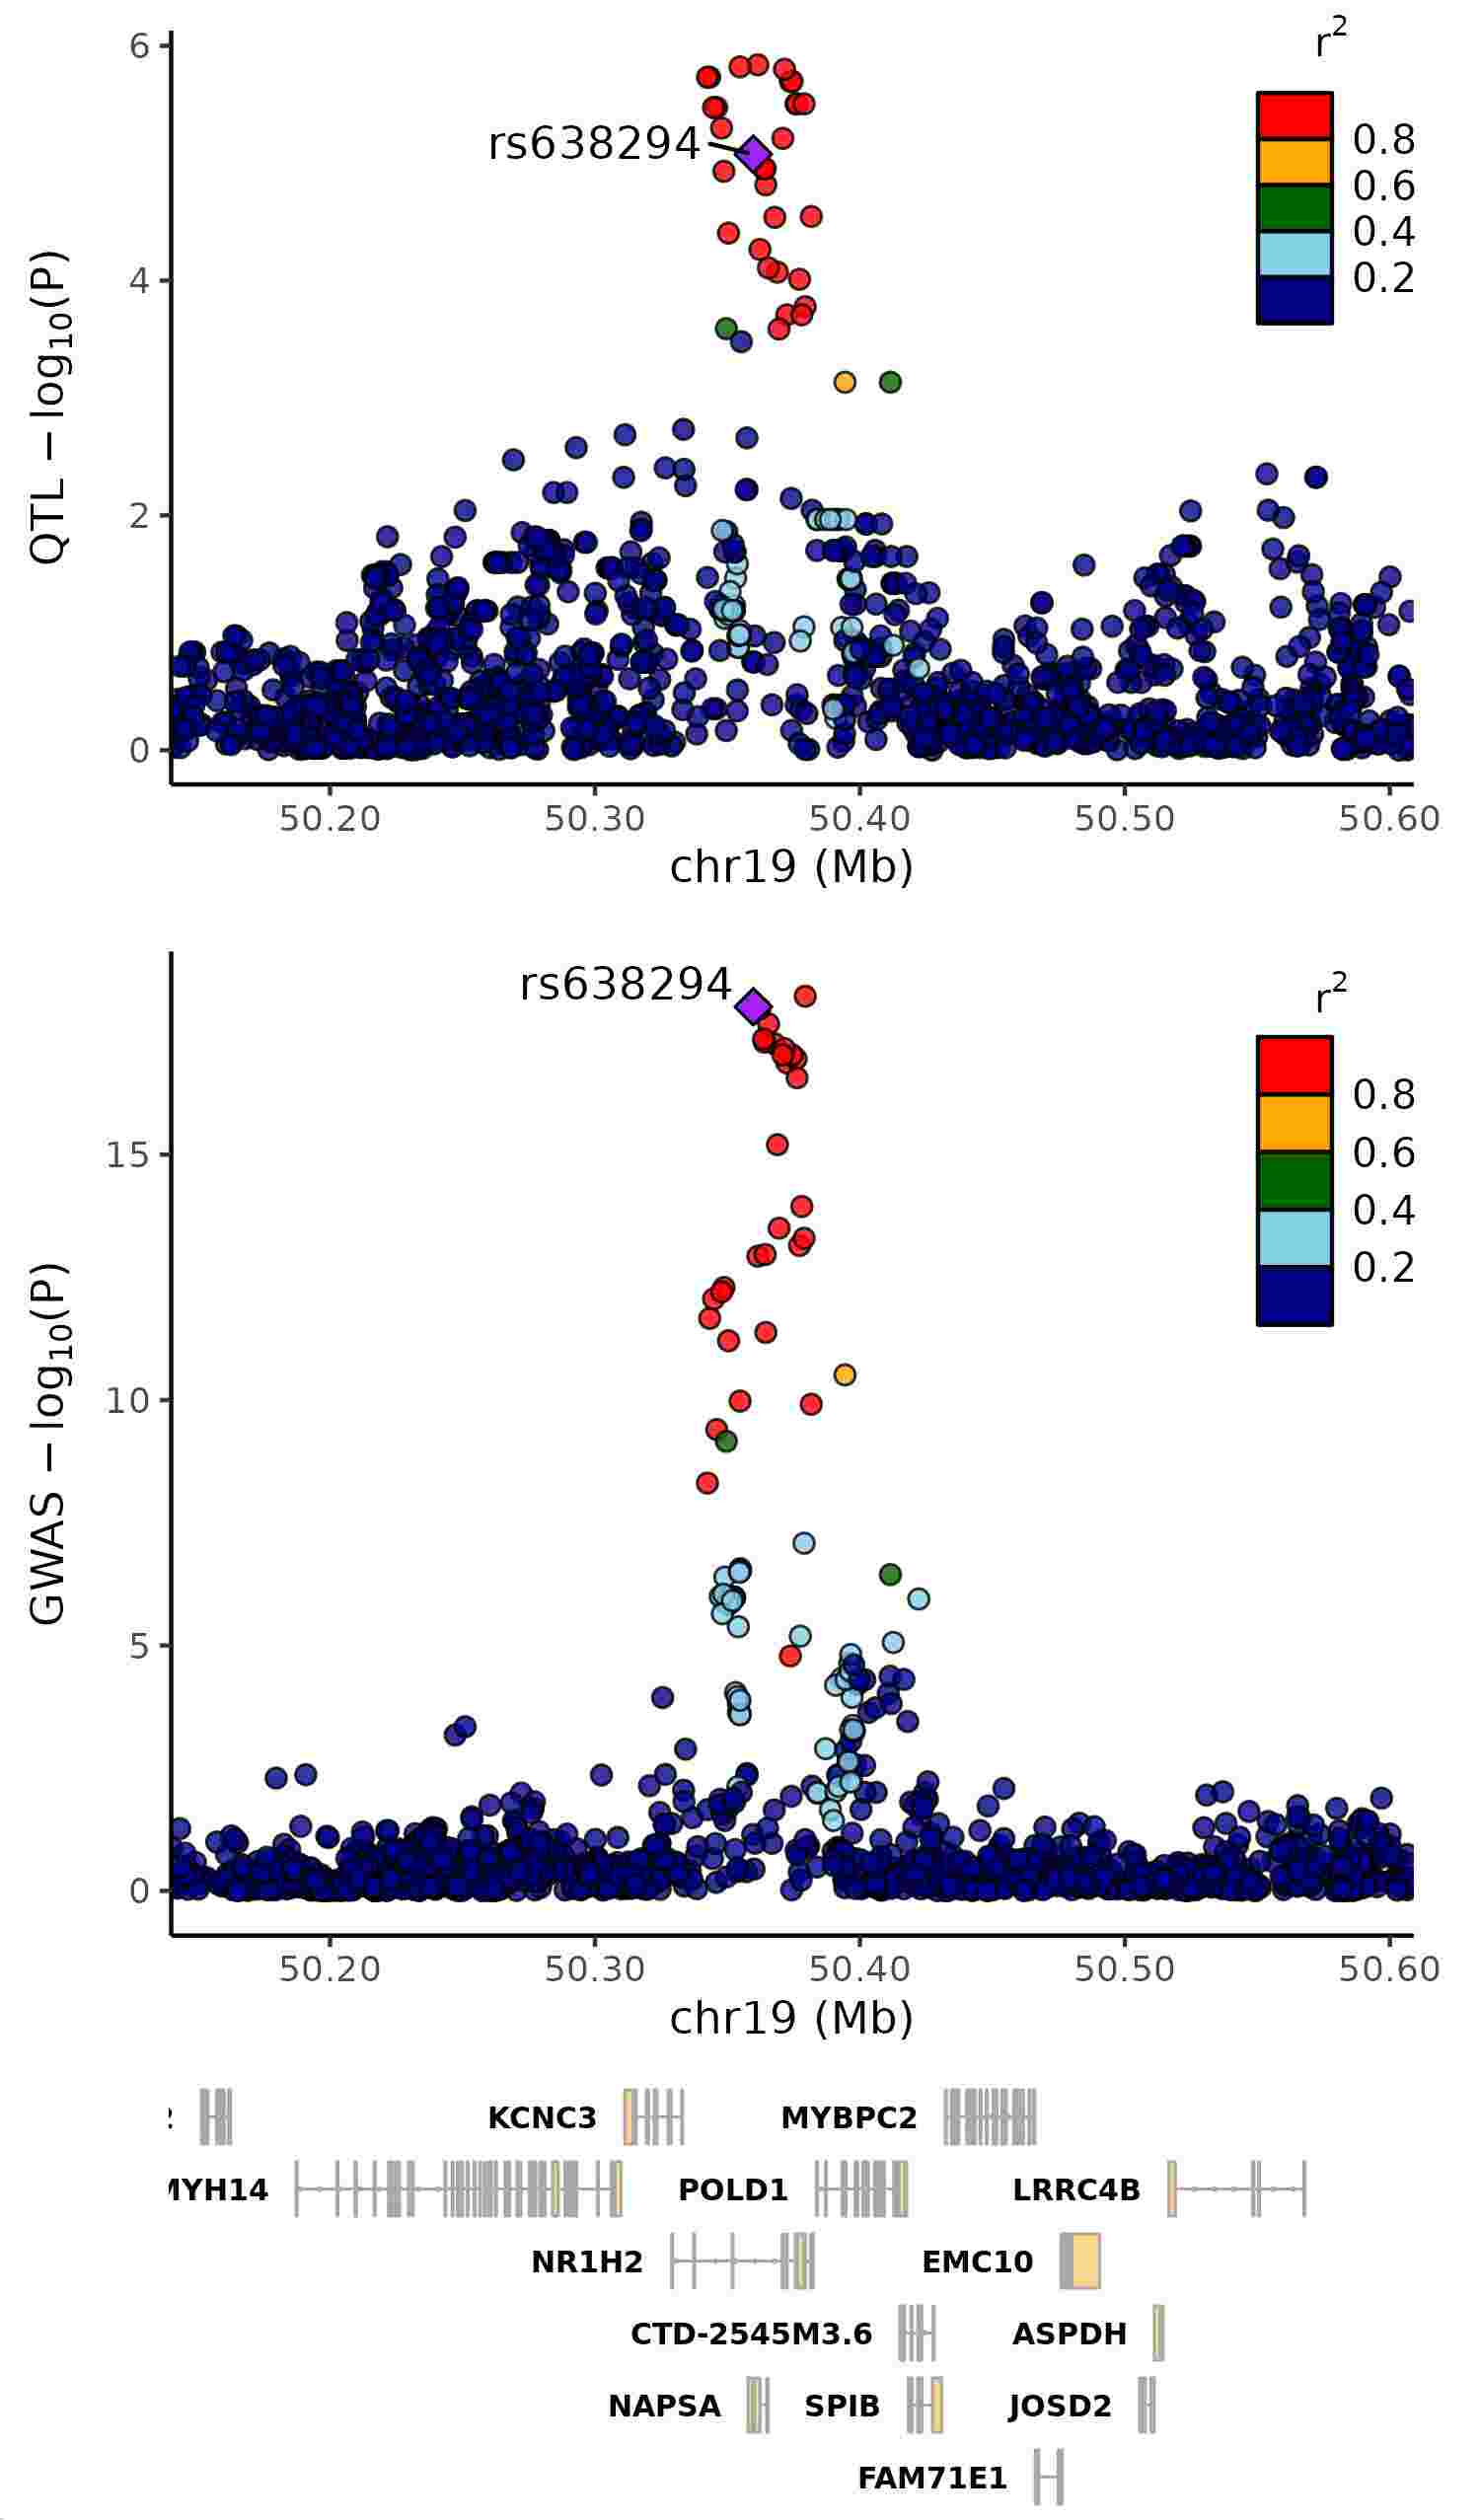 r2
6
0.8
rs638294
0.6
0.4
0.2
4
QTL − log10(P)
2
0
50.20 50.30 50.40 50.50 50.60
chr19 (Mb)
rs638294
r2
0.8
15
0.6
0.4
0.2
10
GWAS − log10(P)
5
0
50.20 50.30 50.40 50.50 50.60
chr19 (Mb)
KCNC3 MYBPC2
MYH14 POLD1 LRRC4B
NR1H2 EMC10
CTD-2545M3.6 ASPDH
NAPSA SPIB JOSD2
FAM71E1